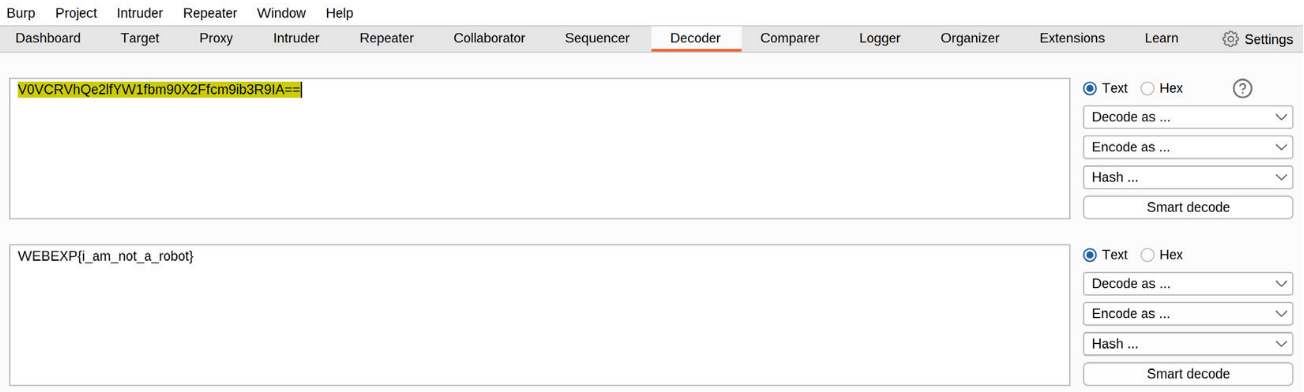 Burp Project Intruder Repeater Window Help
Dashboard Target Proxy Intruder Repeater Collaborator Sequencer Decoder Comparer Logger Organizer Extensions Learn Settings
V0VCRVhQe2lfYW1fbm90X2Ffcm9ib3R9IA==
Text Hex ?
Decode as ...
Encode as ...
Hash ...
Smart decode
WEBEXP{i_am_not_a_robot}
Text Hex
Decode as ...
Encode as ...
Hash ...
Smart decode